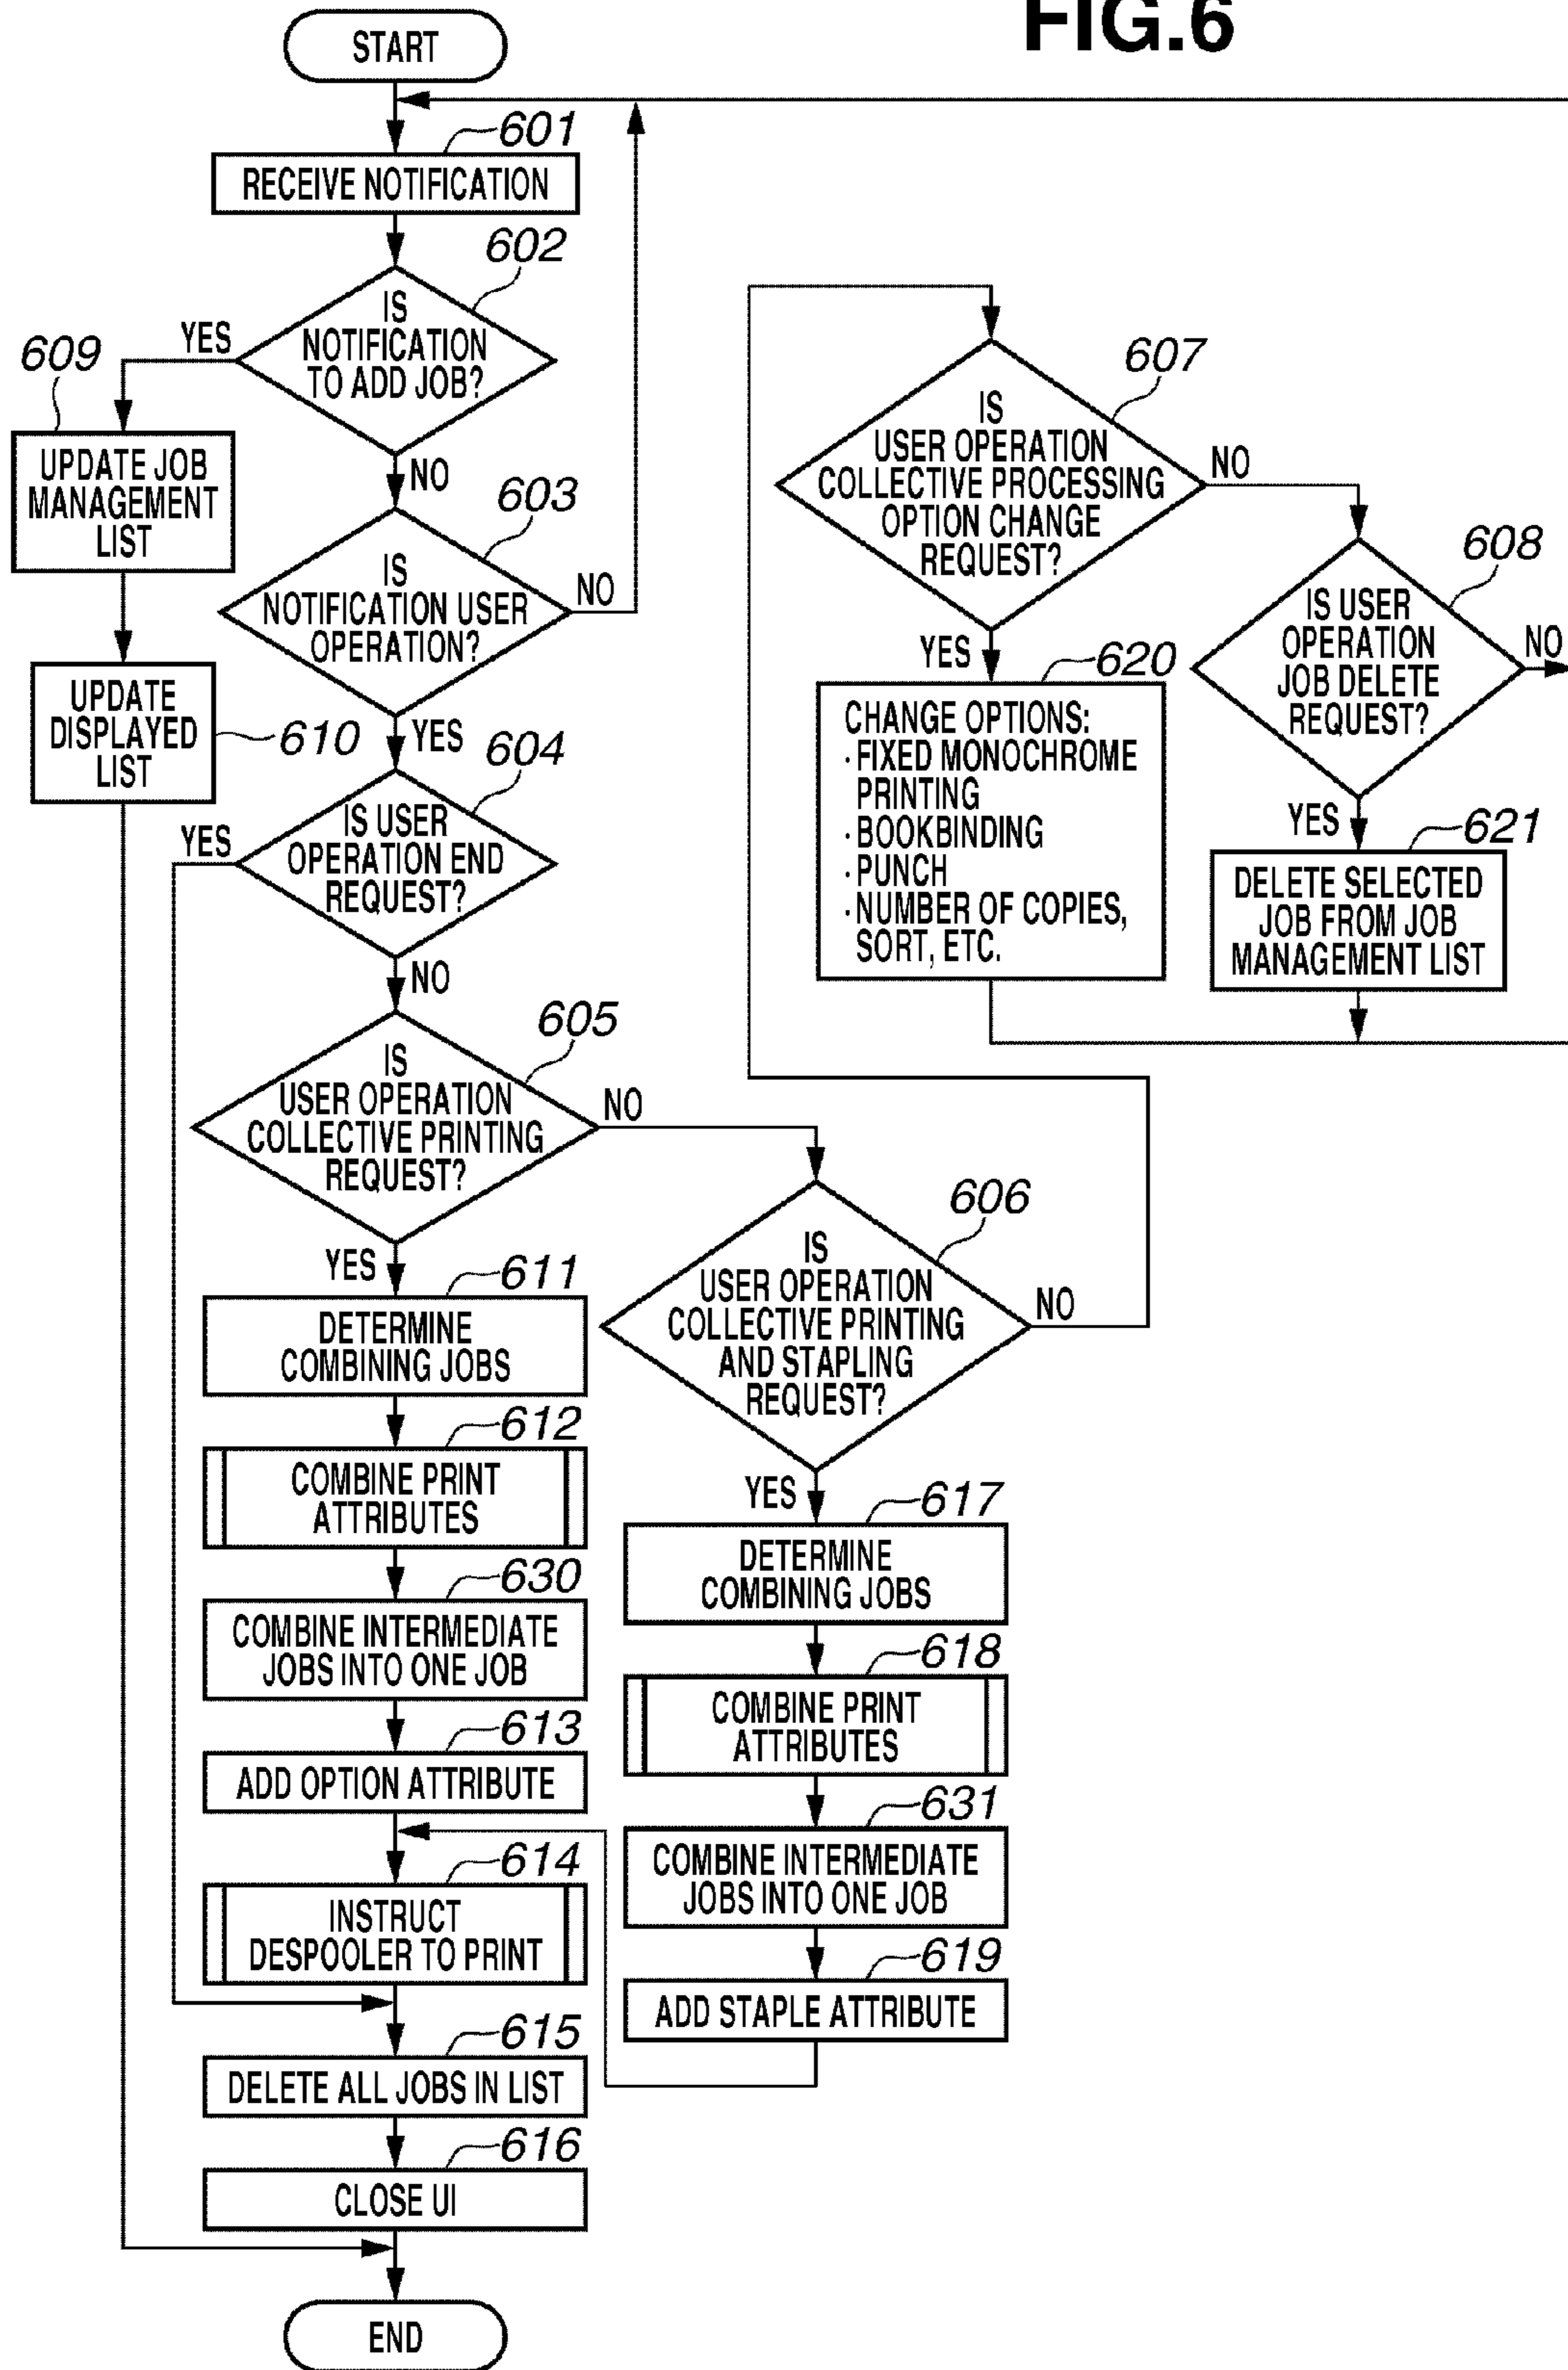 FIG.6
START
601
RECEIVE NOTIFICATION
602
IS
NOTIFICATION
TO ADD JOB?
YES
NO
609
UPDATE JOB
MANAGEMENT
LIST
603
IS
NOTIFICATION USER
OPERATION?
NO
YES
UPDATE
DISPLAYED
LIST
610
604
IS USER
OPERATION END
REQUEST?
YES
NO
605
IS
USER OPERATION
COLLECTIVE PRINTING
REQUEST?
NO
YES
611
DETERMINE
COMBINING JOBS
612
COMBINE PRINT
ATTRIBUTES
630
COMBINE INTERMEDIATE
JOBS INTO ONE JOB
613
ADD OPTION ATTRIBUTE
614
INSTRUCT
DESPOOLER TO PRINT
615
DELETE ALL JOBS IN LIST
616
CLOSE UI
END
606
IS
USER OPERATION
COLLECTIVE PRINTING
AND STAPLING
REQUEST?
NO
YES
617
DETERMINE
COMBINING JOBS
618
COMBINE PRINT
ATTRIBUTES
631
COMBINE INTERMEDIATE
JOBS INTO ONE JOB
619
ADD STAPLE ATTRIBUTE
607
IS
USER OPERATION
COLLECTIVE PROCESSING
OPTION CHANGE
REQUEST?
NO
YES
620
CHANGE OPTIONS:
· FIXED MONOCHROME
PRINTING
· BOOKBINDING
· PUNCH
· NUMBER OF COPIES,
SORT, ETC.
608
IS USER
OPERATION
JOB DELETE
REQUEST?
NO
YES
621
DELETE SELECTED
JOB FROM JOB
MANAGEMENT LIST